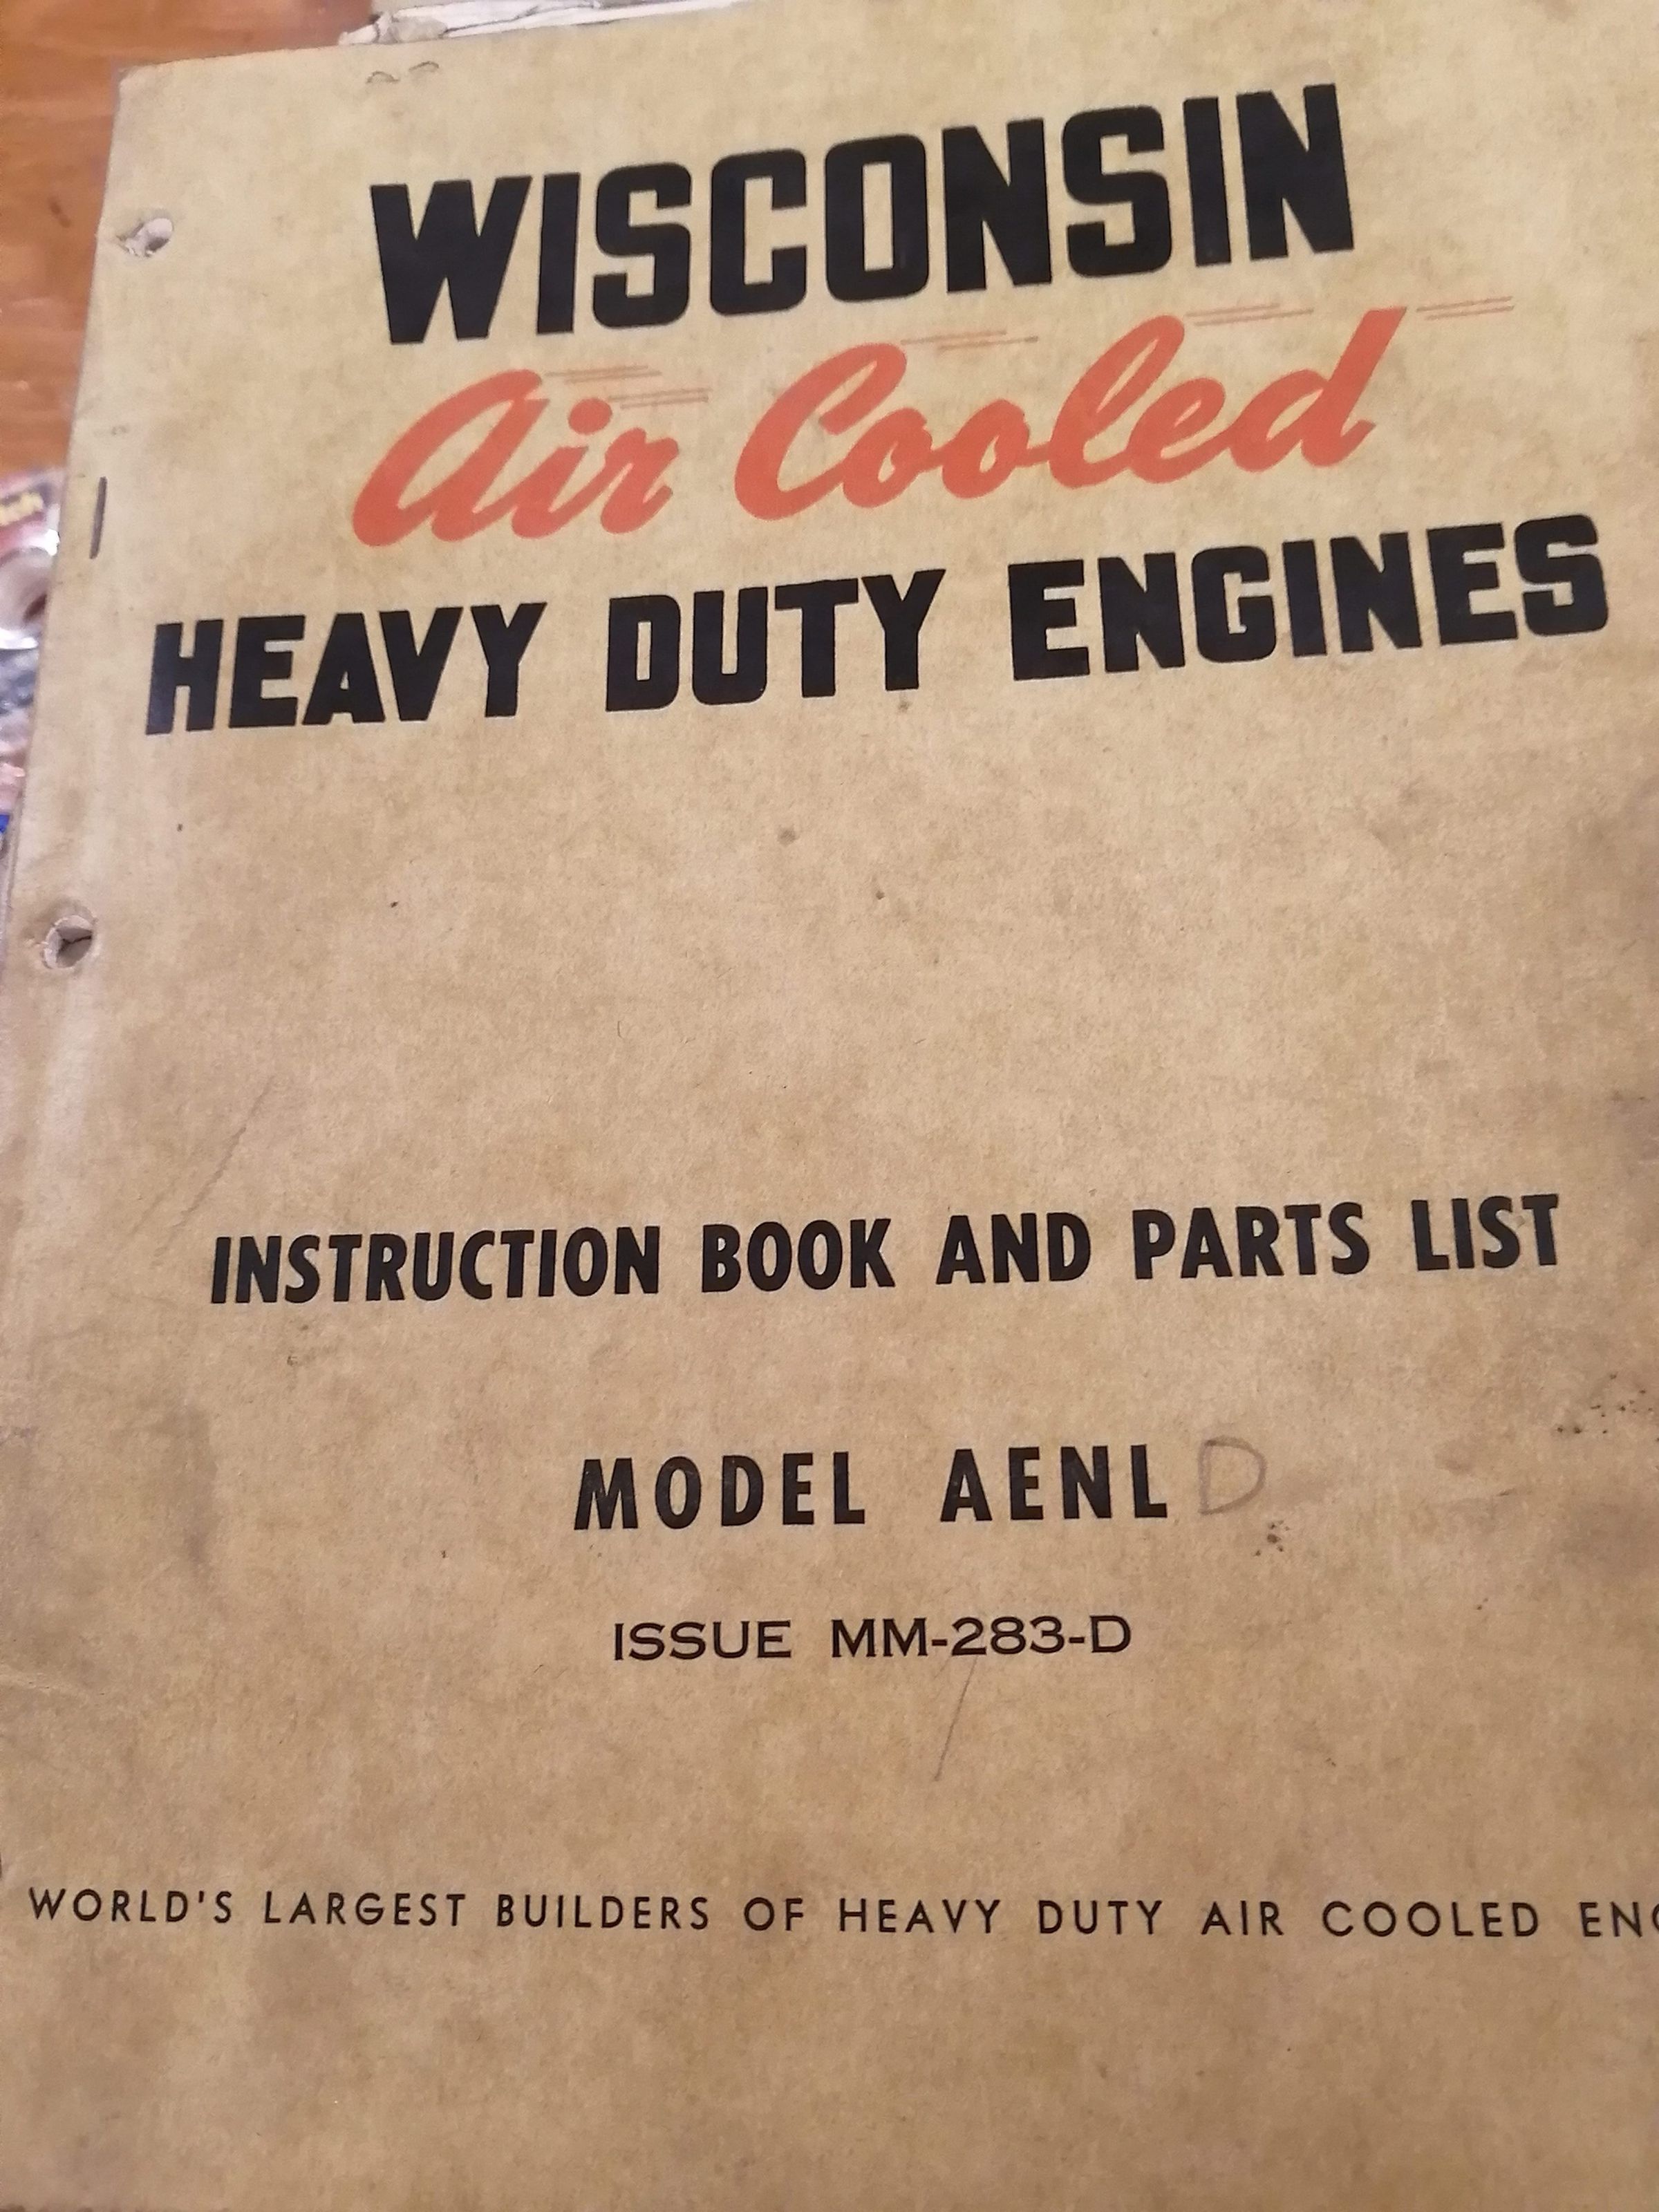 WISCONSIN
Air Cooled
HEAVY DUTY ENGINES
INSTRUCTION BOOK AND PARTS LIST
MODEL AENL D
ISSUE MM-283-D
WORLD'S LARGEST BUILDERS OF HEAVY DUTY AIR COOLED